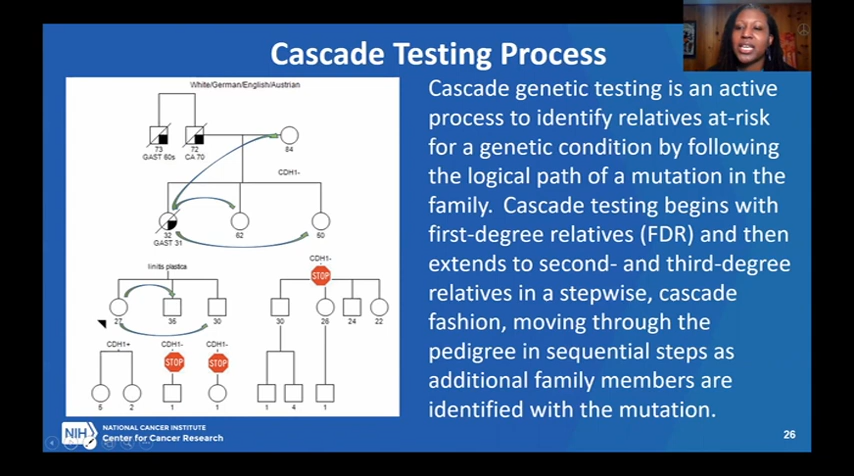 Cascade Testing Process
White/German/English/Austrian
73
GAST 60s
72
CA 70
84
CDH1-
32
GAST 31
62
60
linitis plastica
CDH1-
STOP
27
36
30
30
26
24
22
CDH1+
CDH1-
CDH1-
STOP
STOP
5
2
1
1
1
4
1
Cascade genetic testing is an active
process to identify relatives at-risk
for a genetic condition by following
the logical path of a mutation in the
family. Cascade testing begins with
first-degree relatives (FDR) and then
extends to second- and third-degree
relatives in a stepwise, cascade
fashion, moving through the
pedigree in sequential steps as
additional family members are
identified with the mutation.
NIH
NATIONAL CANCER INSTITUTE
Center for Cancer Research
26